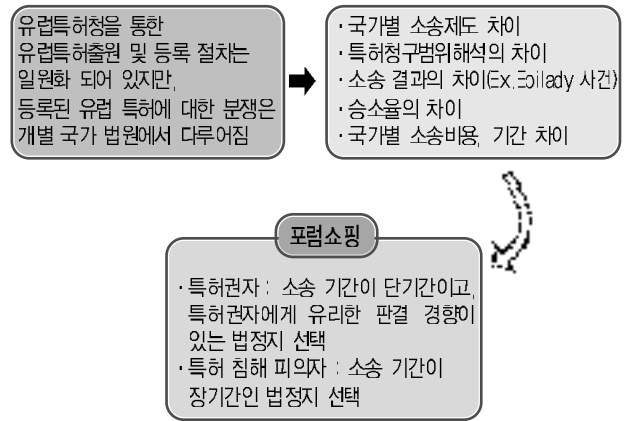 유럽특허청을 통한
유럽특허출원 및 등록 절차는
일원화 되어 있지만,
등록된 유럽 특허에 대한 분쟁은
개별 국가 법원에서 다루어짐
· 국가별 소송제도 차이
· 특허청구범위해석의 차이
· 소송 결과의 차이(Ex.Epilady 사건)
· 승소율의 차이
· 국가별 소송비용, 기간 차이
포럼쇼핑
· 특허권자 : 소송 기간이 단기간이고,
특허권자에게 유리한 판결 경향이
있는 법정지 선택
· 특허 침해 피의자 : 소송 기간이
장기간인 법정지 선택